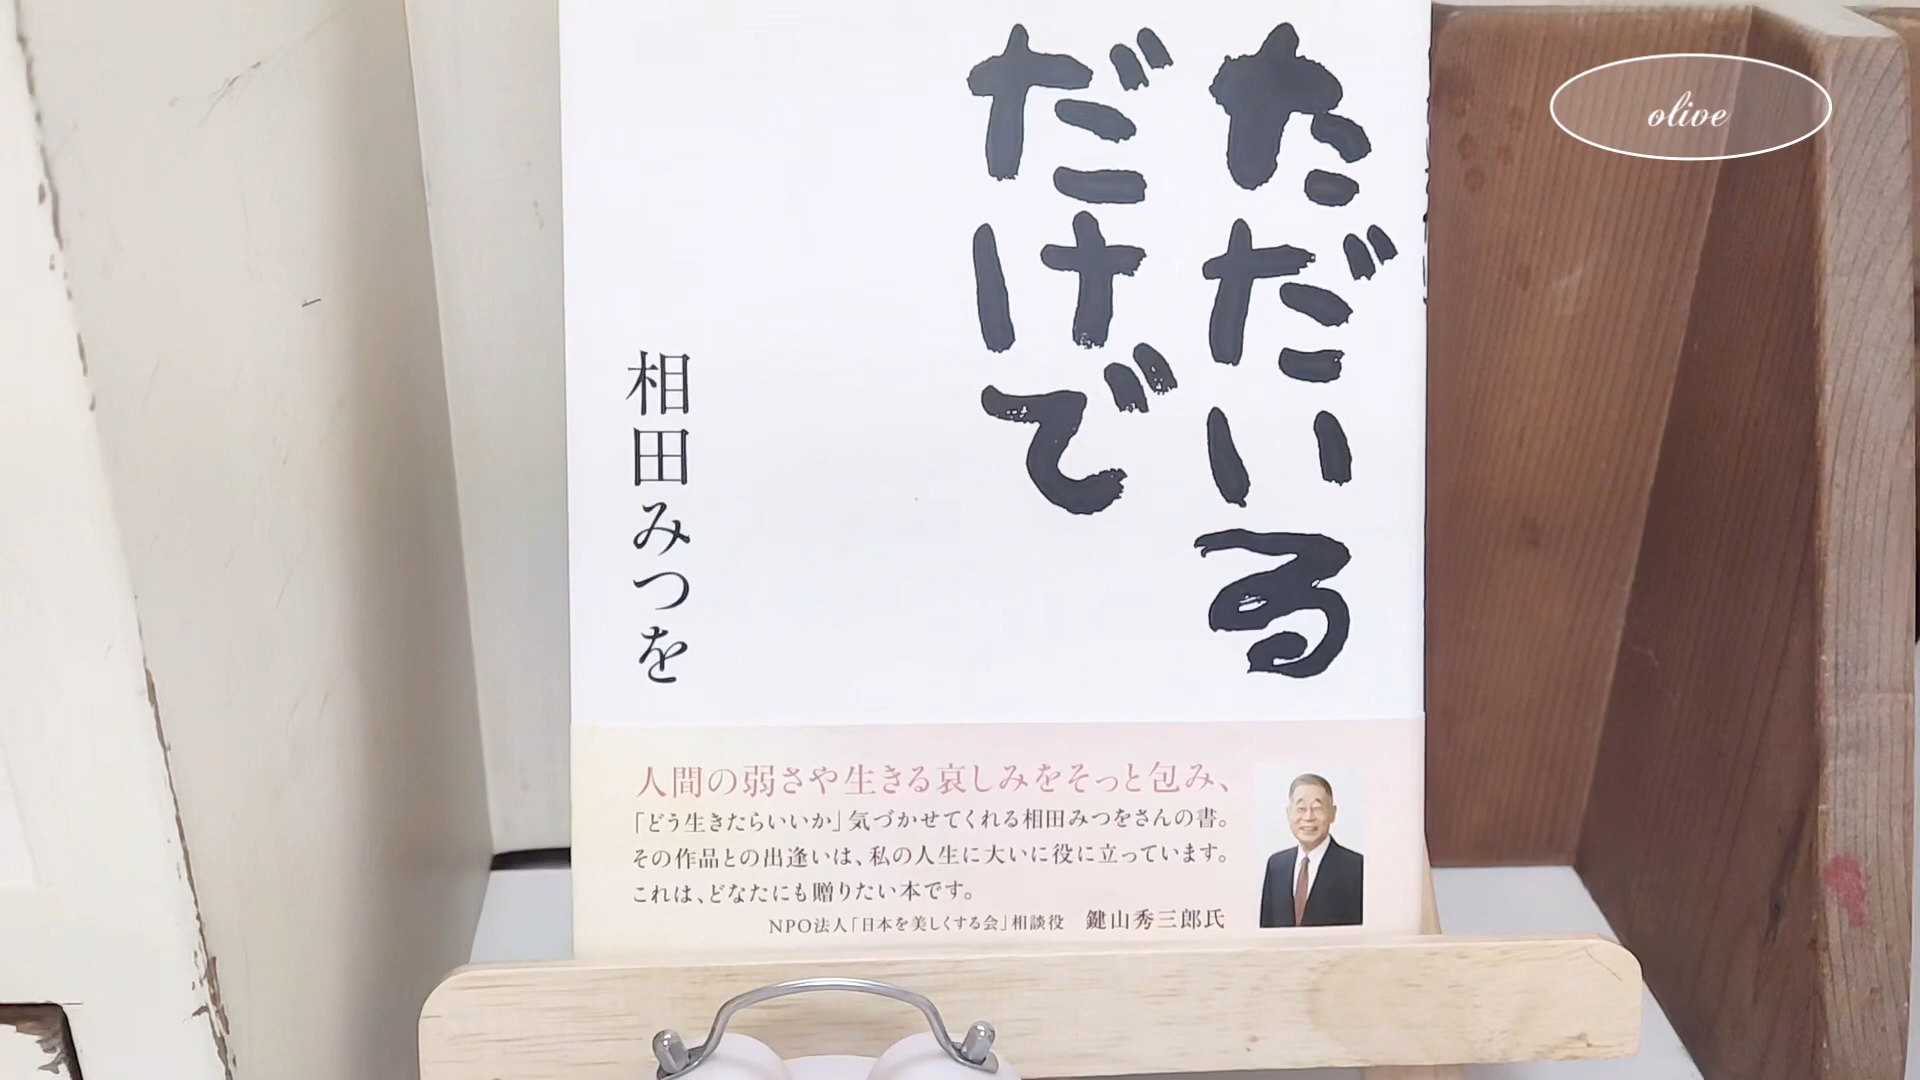 ただいる
だけで
相田みつを
人間の弱さや生きる哀しみをそっと包み、
「どう生きたらいいか」気づかせてくれる相田みつをさんの書。
その作品との出逢いは、私の人生に大いに役に立っています。
これは、どなたにも贈りたい本です。
NPO法人「日本を美しくする会」相談役 鍵山秀三郎氏
olive